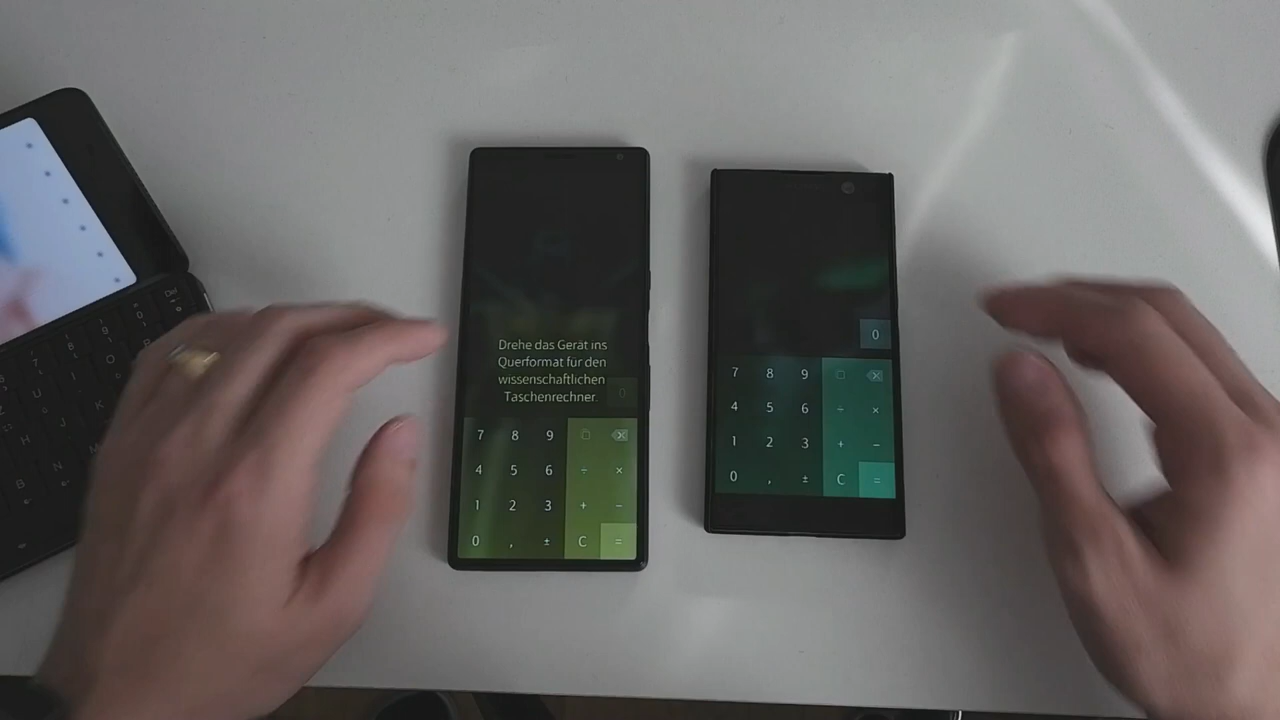 Drehe das Gerät ins
Querformat für den
wissenschaftlichen
Taschenrechner.
0
7 8 9
4 5 6 ÷ ×
1 2 3 + −
0 , ± C =
0
7 8 9
4 5 6 ÷ ×
1 2 3 + −
0 , ± C =